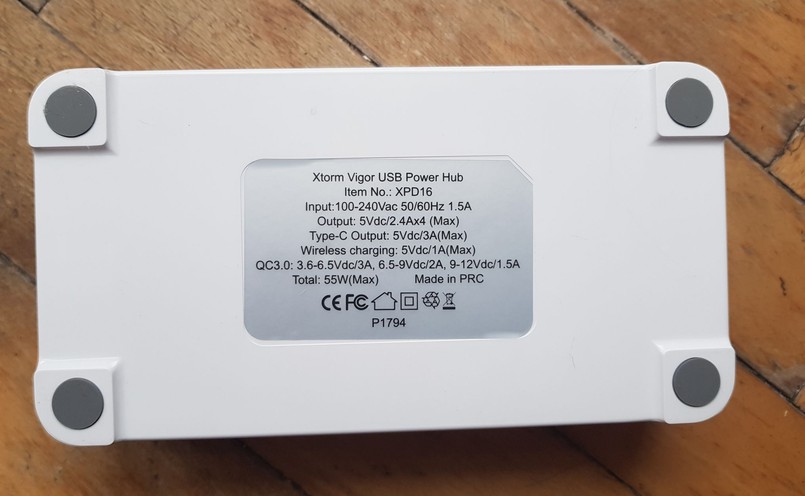 Xtorm Vigor USB Power Hub
Item No.: XPD16
Input:100-240Vac 50/60Hz 1.5A
Output: 5Vdc/2.4Ax4 (Max)
Type-C Output: 5Vdc/3A(Max)
Wireless charging: 5Vdc/1A(Max)
QC3.0: 3.6-6.5Vdc/3A, 6.5-9Vdc/2A, 9-12Vdc/1.5A
Total: 55W(Max) Made in PRC
CE FC
P1794